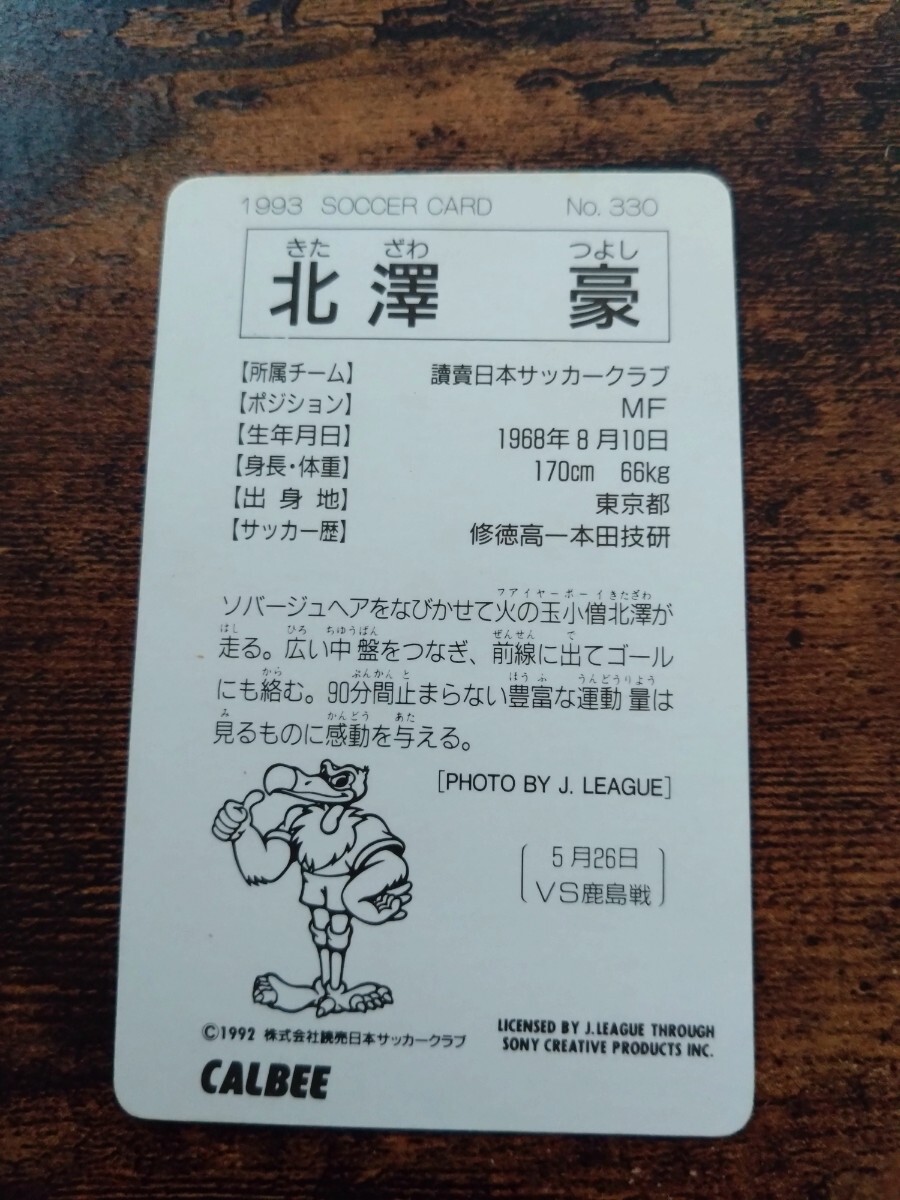 1993 SOCCER CARD No. 330
きた ざわ つよし
北澤 豪
【所属チーム】 讀賣日本サッカークラブ
【ポジション】 MF
【生年月日】 1968年8月10日
【身長・体重】 170cm 66kg
【出身地】 東京都
【サッカー歴】 修徳高ー本田技研
ファイヤーボーイきたざわ
ソバージュヘアをなびかせて火の玉小僧北澤が
はし ひろ ちゅうばん ぜんせん で
走る。広い中盤をつなぎ、前線に出てゴール
から ぷんかん と ほうふ うんどうりょう
にも絡む。90分間止まらない豊富な運動量は
み かんどう あた
見るものに感動を与える。
[PHOTO BY J. LEAGUE]
5月26日
VS鹿島戦
©1992 株式会社読売日本サッカークラブ
LICENSED BY J.LEAGUE THROUGH
SONY CREATIVE PRODUCTS INC.
CALBEE